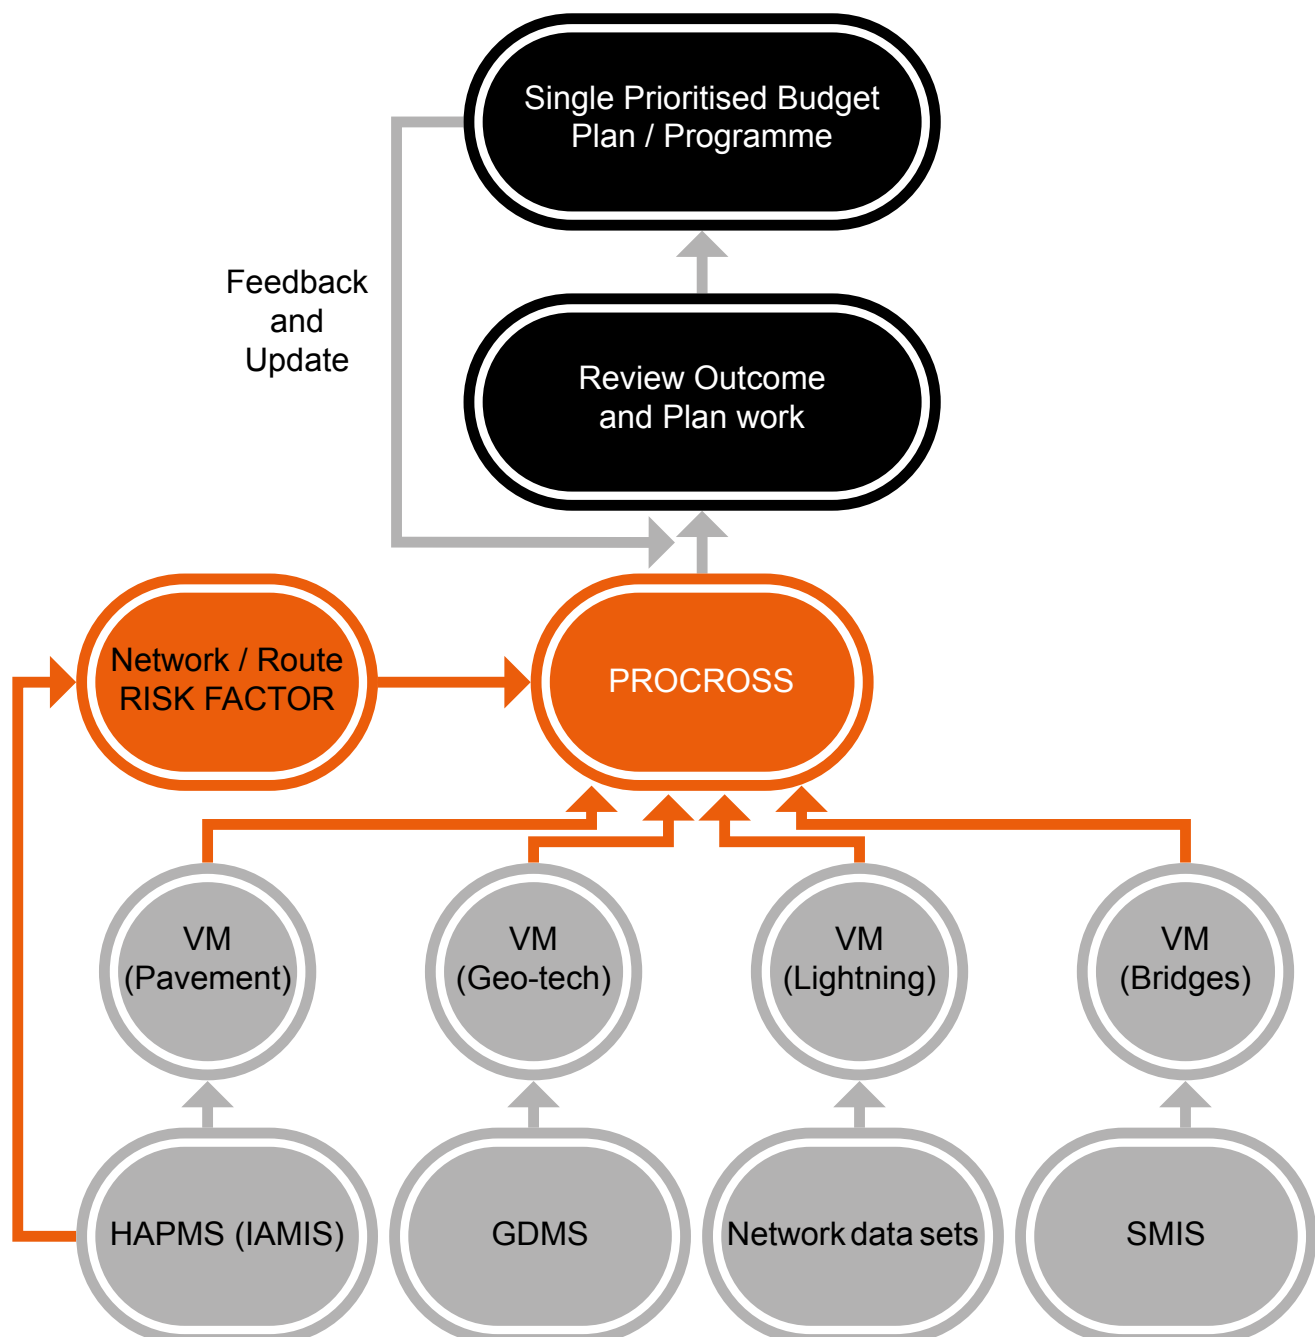 Single Prioritised Budget
Plan / Programme
Feedback
and
Update
Review Outcome
and Plan work
Network / Route
RISK FACTOR
PROCROSS
VM
(Pavement)
VM
(Geo-tech)
VM
(Lightning)
VM
(Bridges)
HAPMS (IAMIS)
GDMS
Network data sets
SMIS